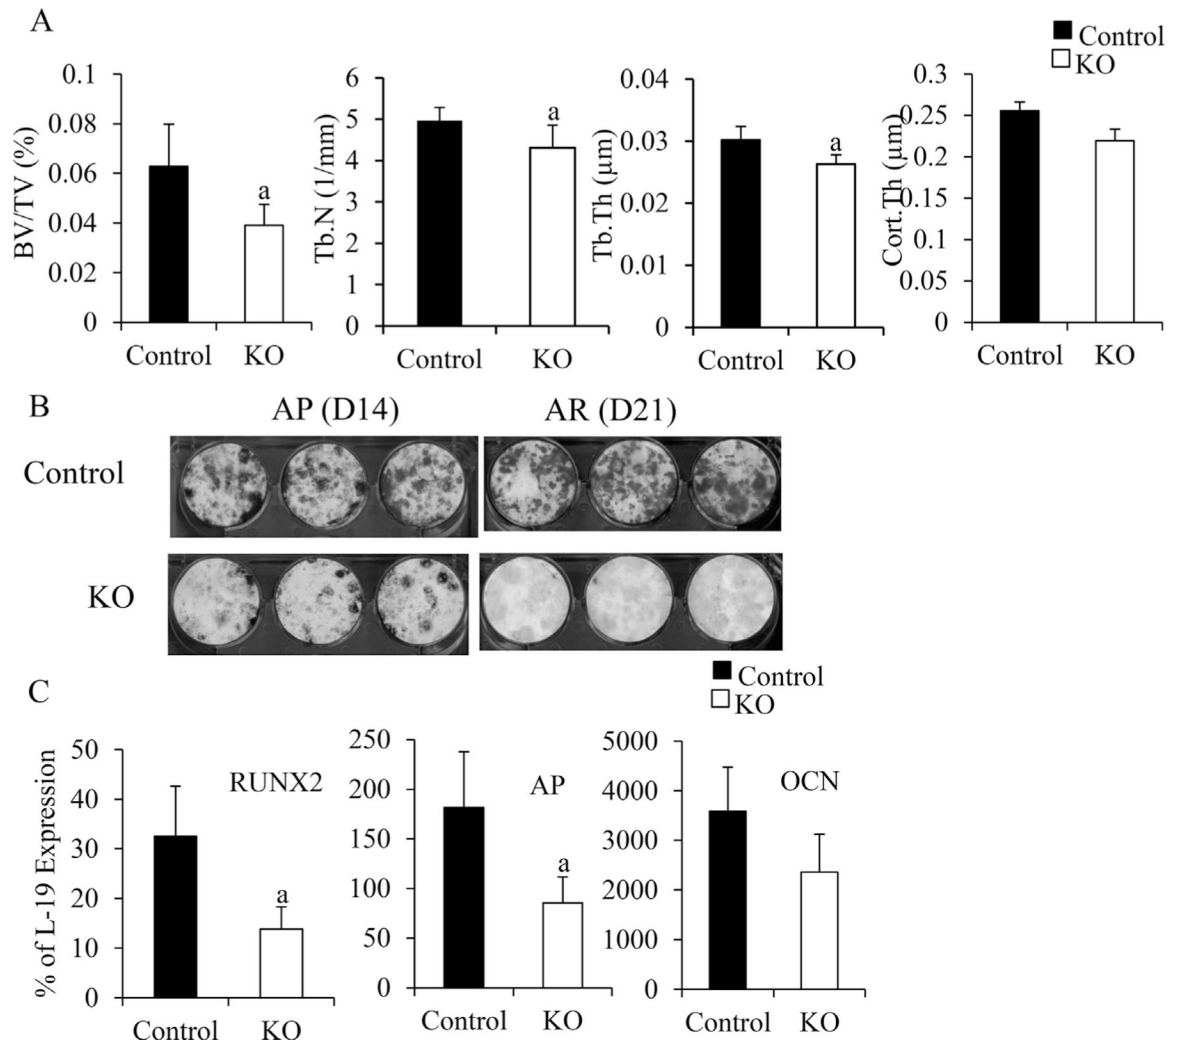 A
Control
KO
BV/TV (%)
0.1
0.08
0.06
0.04
0.02
0
a
Control KO
Tb.N (1/mm)
6
5
4
3
2
1
0
a
Control KO
Tb.Th (μm)
0.04
0.03
0.02
0.01
0
a
Control KO
Cort.Th (μm)
0.3
0.25
0.2
0.15
0.1
0.05
0
Control KO
B
AP (D14) AR (D21)
Control
KO
C
Control
KO
% of L-19 Expression
50
40
30
20
10
0
RUNX2
a
Control KO
250
200
150
100
50
0
AP
a
Control KO
5000
4000
3000
2000
1000
0
OCN
Control KO